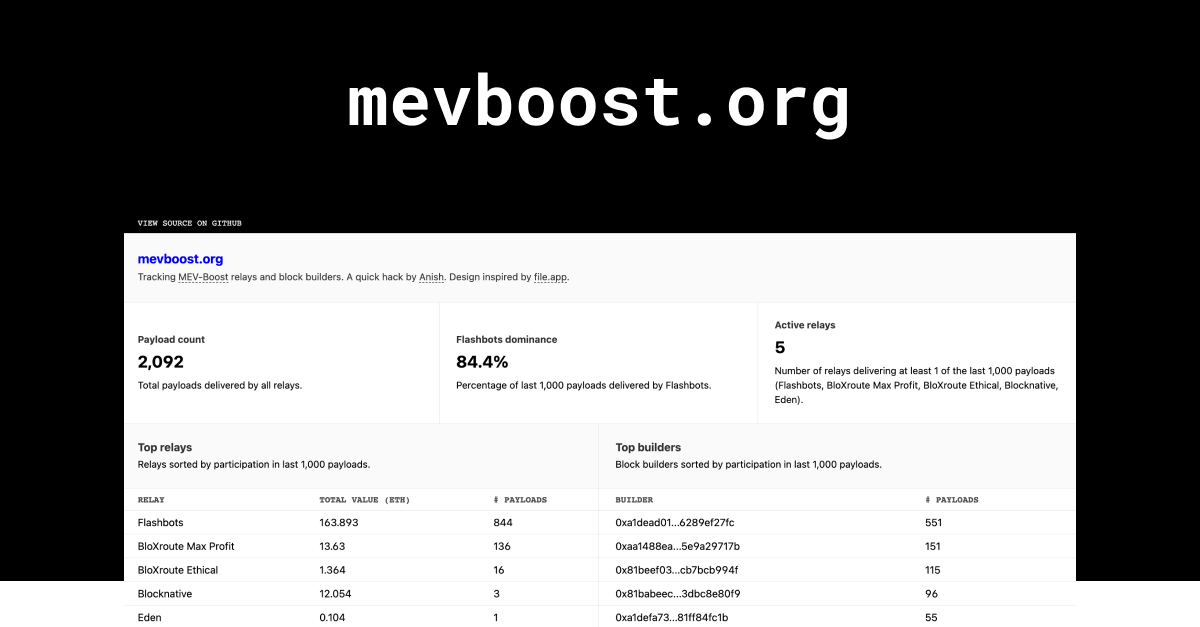 mevboost.org
VIEW SOURCE ON GITHUB
mevboost.org
Tracking MEV-Boost relays and block builders. A quick hack by Anish. Design inspired by file.app.
Payload count
2,092
Total payloads delivered by all relays.
Flashbots dominance
84.4%
Percentage of last 1,000 payloads delivered by Flashbots.
Active relays
5
Number of relays delivering at least 1 of the last 1,000 payloads
(Flashbots, BloXroute Max Profit, BloXroute Ethical, Blocknative,
Eden).
Top relays
Relays sorted by participation in last 1,000 payloads.
RELAY TOTAL VALUE (ETH) # PAYLOADS
Flashbots 163.893 844
BloXroute Max Profit 13.63 136
BloXroute Ethical 1.364 16
Blocknative 12.054 3
Eden 0.104 1
Top builders
Block builders sorted by participation in last 1,000 payloads.
BUILDER # PAYLOADS
0xa1dead01...6289ef27fc 551
0xaa1488ea...5e9a29717b 151
0x81beef03...cb7bcb994f 115
0x81babeec...3dbc8e80f9 96
0xa1defa73...81ff84fc1b 55